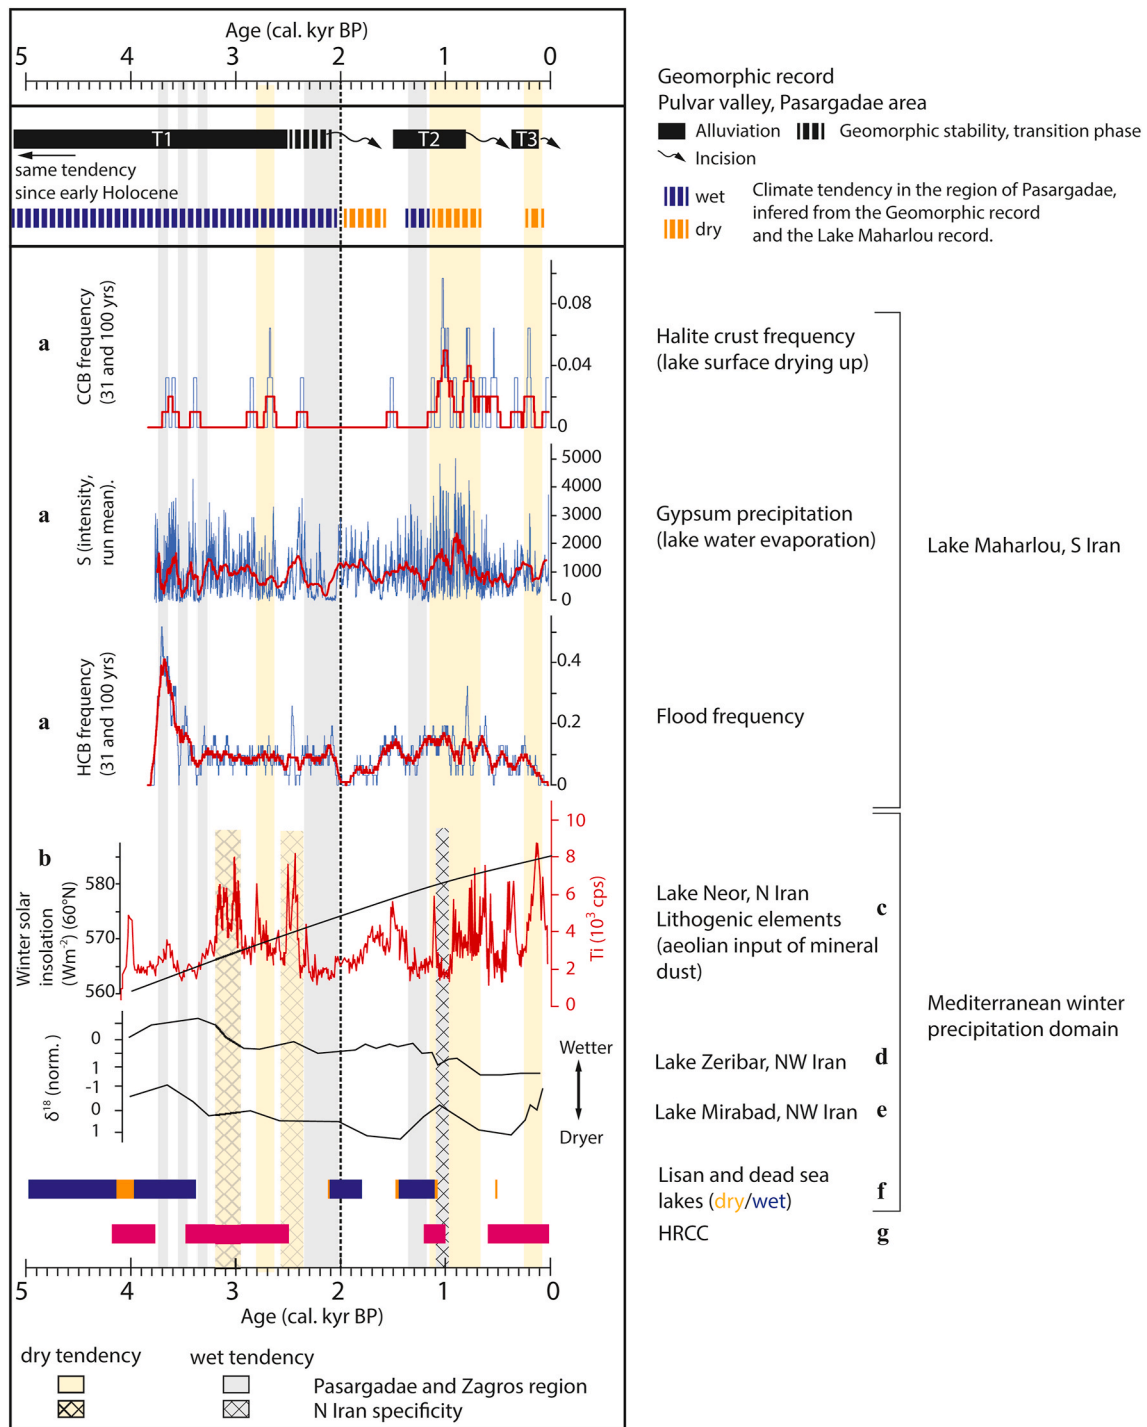 Age (cal. kyr BP)
5 4 3 2 1 0
Geomorphic record
Pulvar valley, Pasargadae area
Alluviation
Geomorphic stability, transition phase
Incision
T1
T2
T3
same tendency
since early Holocene
wet
dry
Climate tendency in the region of Pasargadae,
infered from the Geomorphic record
and the Lake Maharlou record.
a
CCB frequency
(31 and 100 yrs)
0.08
0.04
0
Halite crust frequency
(lake surface drying up)
a
S (intensity,
run mean).
5000
4000
3000
2000
1000
0
Gypsum precipitation
(lake water evaporation)
Lake Maharlou, S Iran
a
HCB frequency
(31 and 100 yrs)
0.4
0.2
0
Flood frequency
b
Winter solar
insolation
(Wm⁻²) (60°N)
580
570
560
10
8
6
4
2
0
Ti (10³ cps)
Lake Neor, N Iran
Lithogenic elements
(aeolian input of mineral
dust)
c
Mediterranean winter
precipitation domain
δ¹⁸ (norm. )
0
1
-1
0
1
Wetter
Dryer
Lake Zeribar, NW Iran
d
Lake Mirabad, NW Iran
e
Lisan and dead sea
lakes (dry/wet)
f
HRCC
g
5 4 3 2 1 0
Age (cal. kyr BP)
dry tendency
wet tendency
Pasargadae and Zagros region
N Iran specificity